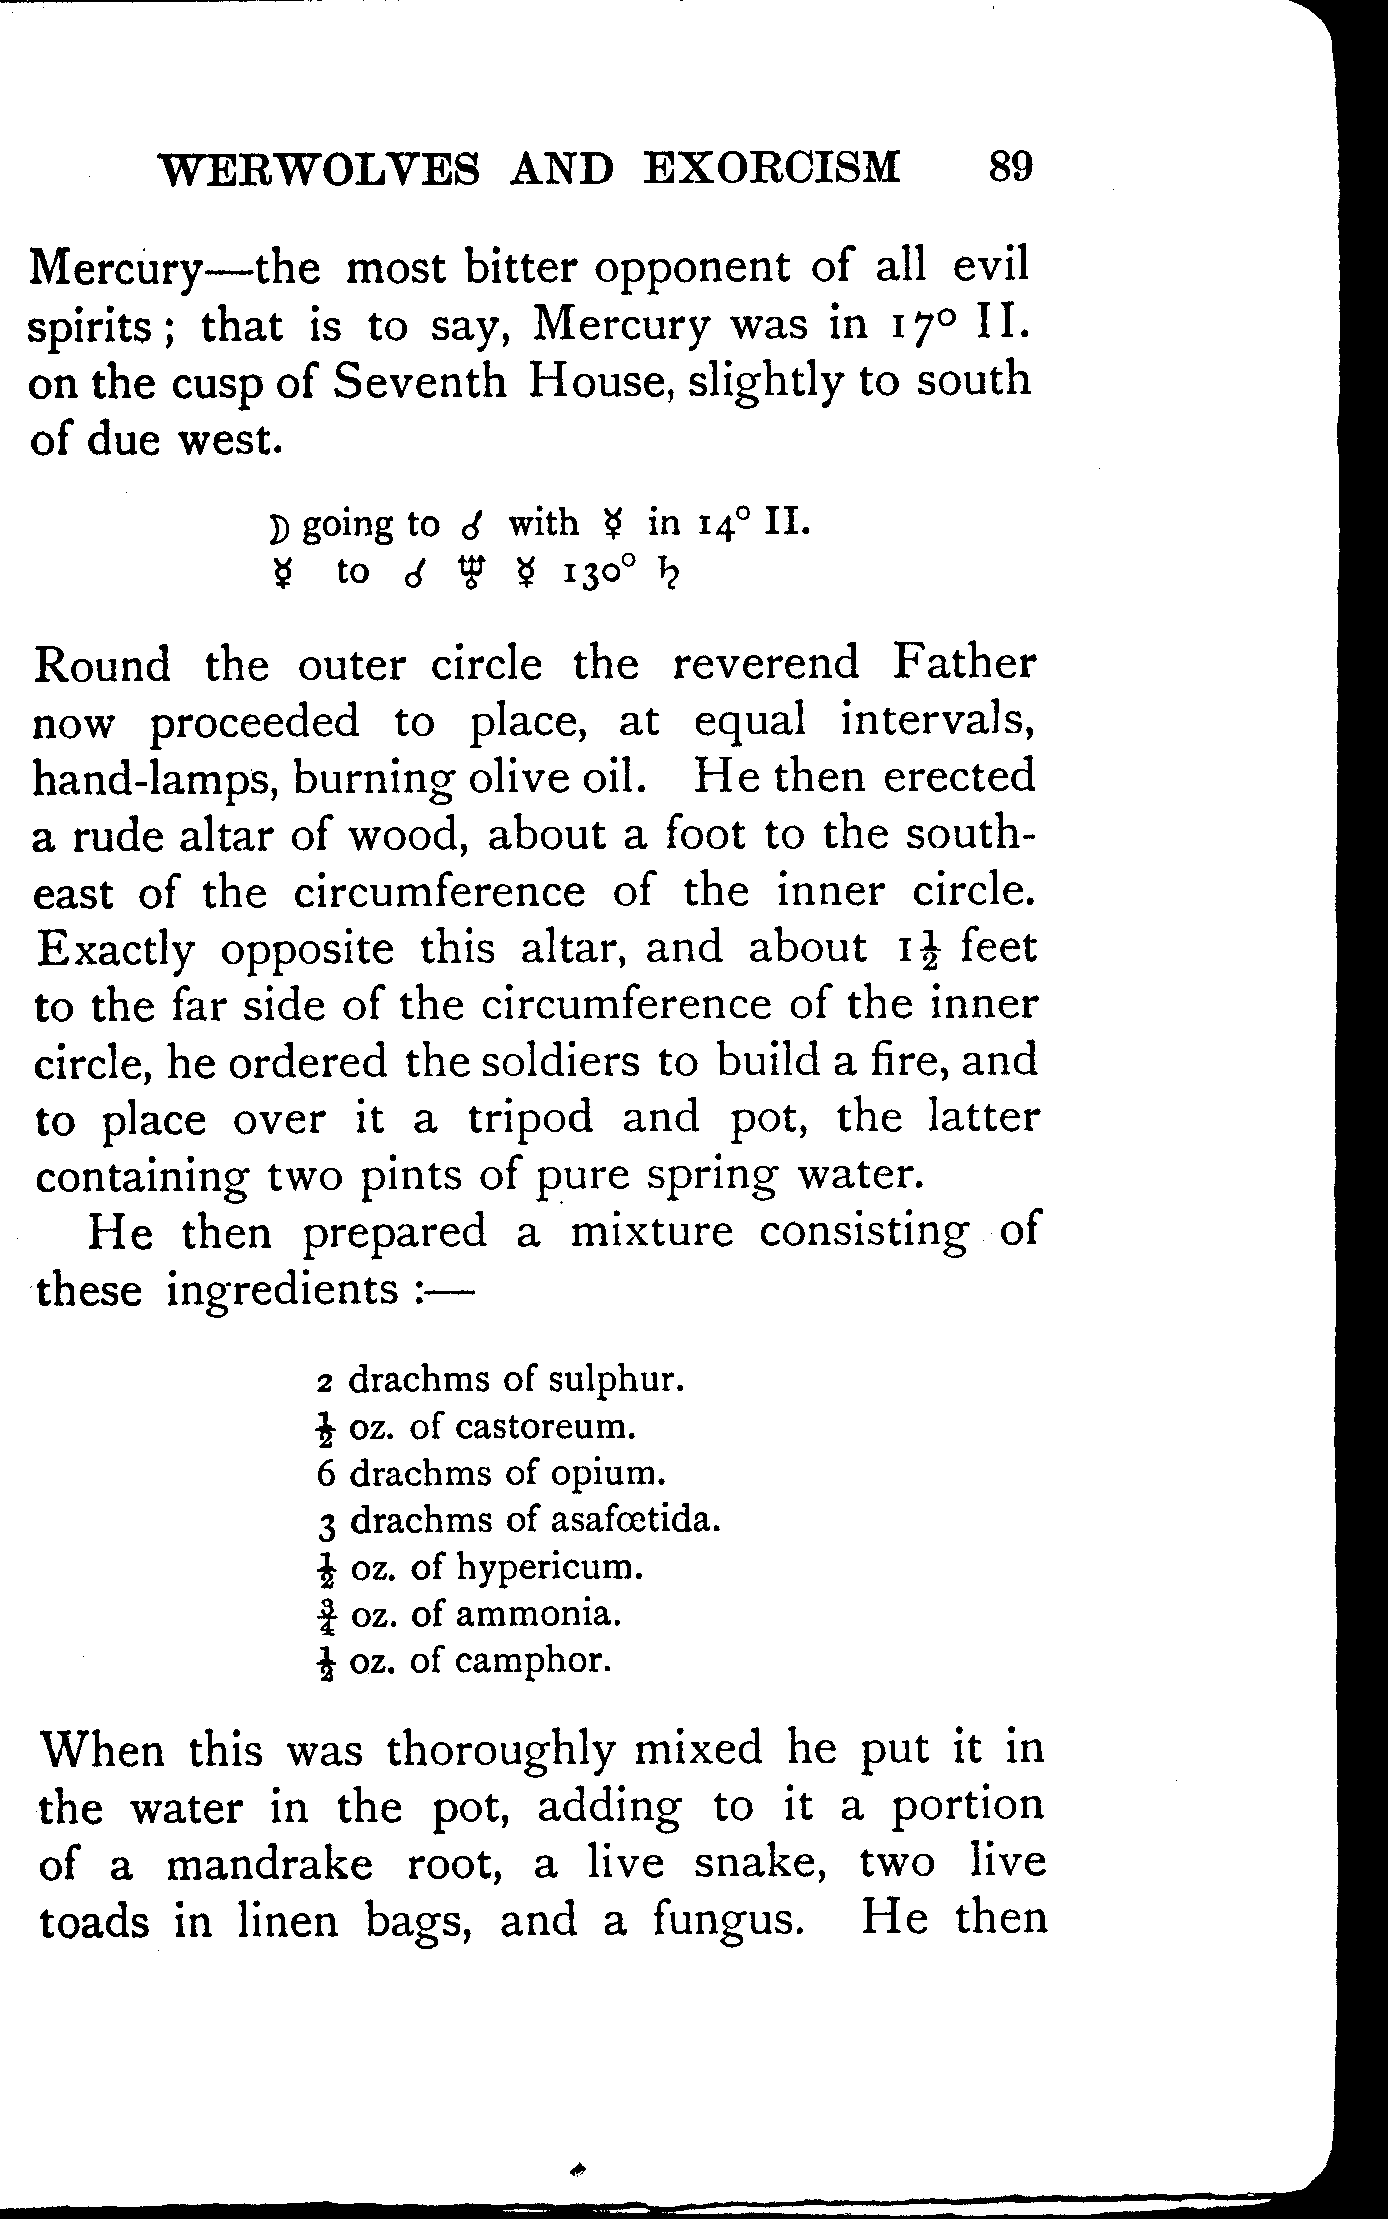 WERWOLVES AND EXORCISM 89
Mercury—the most bitter opponent of all evil
spirits; that is to say, Mercury was in 17° II.
on the cusp of Seventh House, slightly to south
of due west.
☽ going to ☌ with ☿ in 14° II.
☿ to ☌ ♆ ☿ 130° ♄
Round the outer circle the reverend Father
now proceeded to place, at equal intervals,
hand-lamps, burning olive oil. He then erected
a rude altar of wood, about a foot to the south-
east of the circumference of the inner circle.
Exactly opposite this altar, and about 1½ feet
to the far side of the circumference of the inner
circle, he ordered the soldiers to build a fire, and
to place over it a tripod and pot, the latter
containing two pints of pure spring water.
He then prepared a mixture consisting of
these ingredients :—
2 drachms of sulphur.
½ oz. of castoreum.
6 drachms of opium.
3 drachms of asafœtida.
½ oz. of hypericum.
¾ oz. of ammonia.
½ oz. of camphor.
When this was thoroughly mixed he put it in
the water in the pot, adding to it a portion
of a mandrake root, a live snake, two live
toads in linen bags, and a fungus. He then